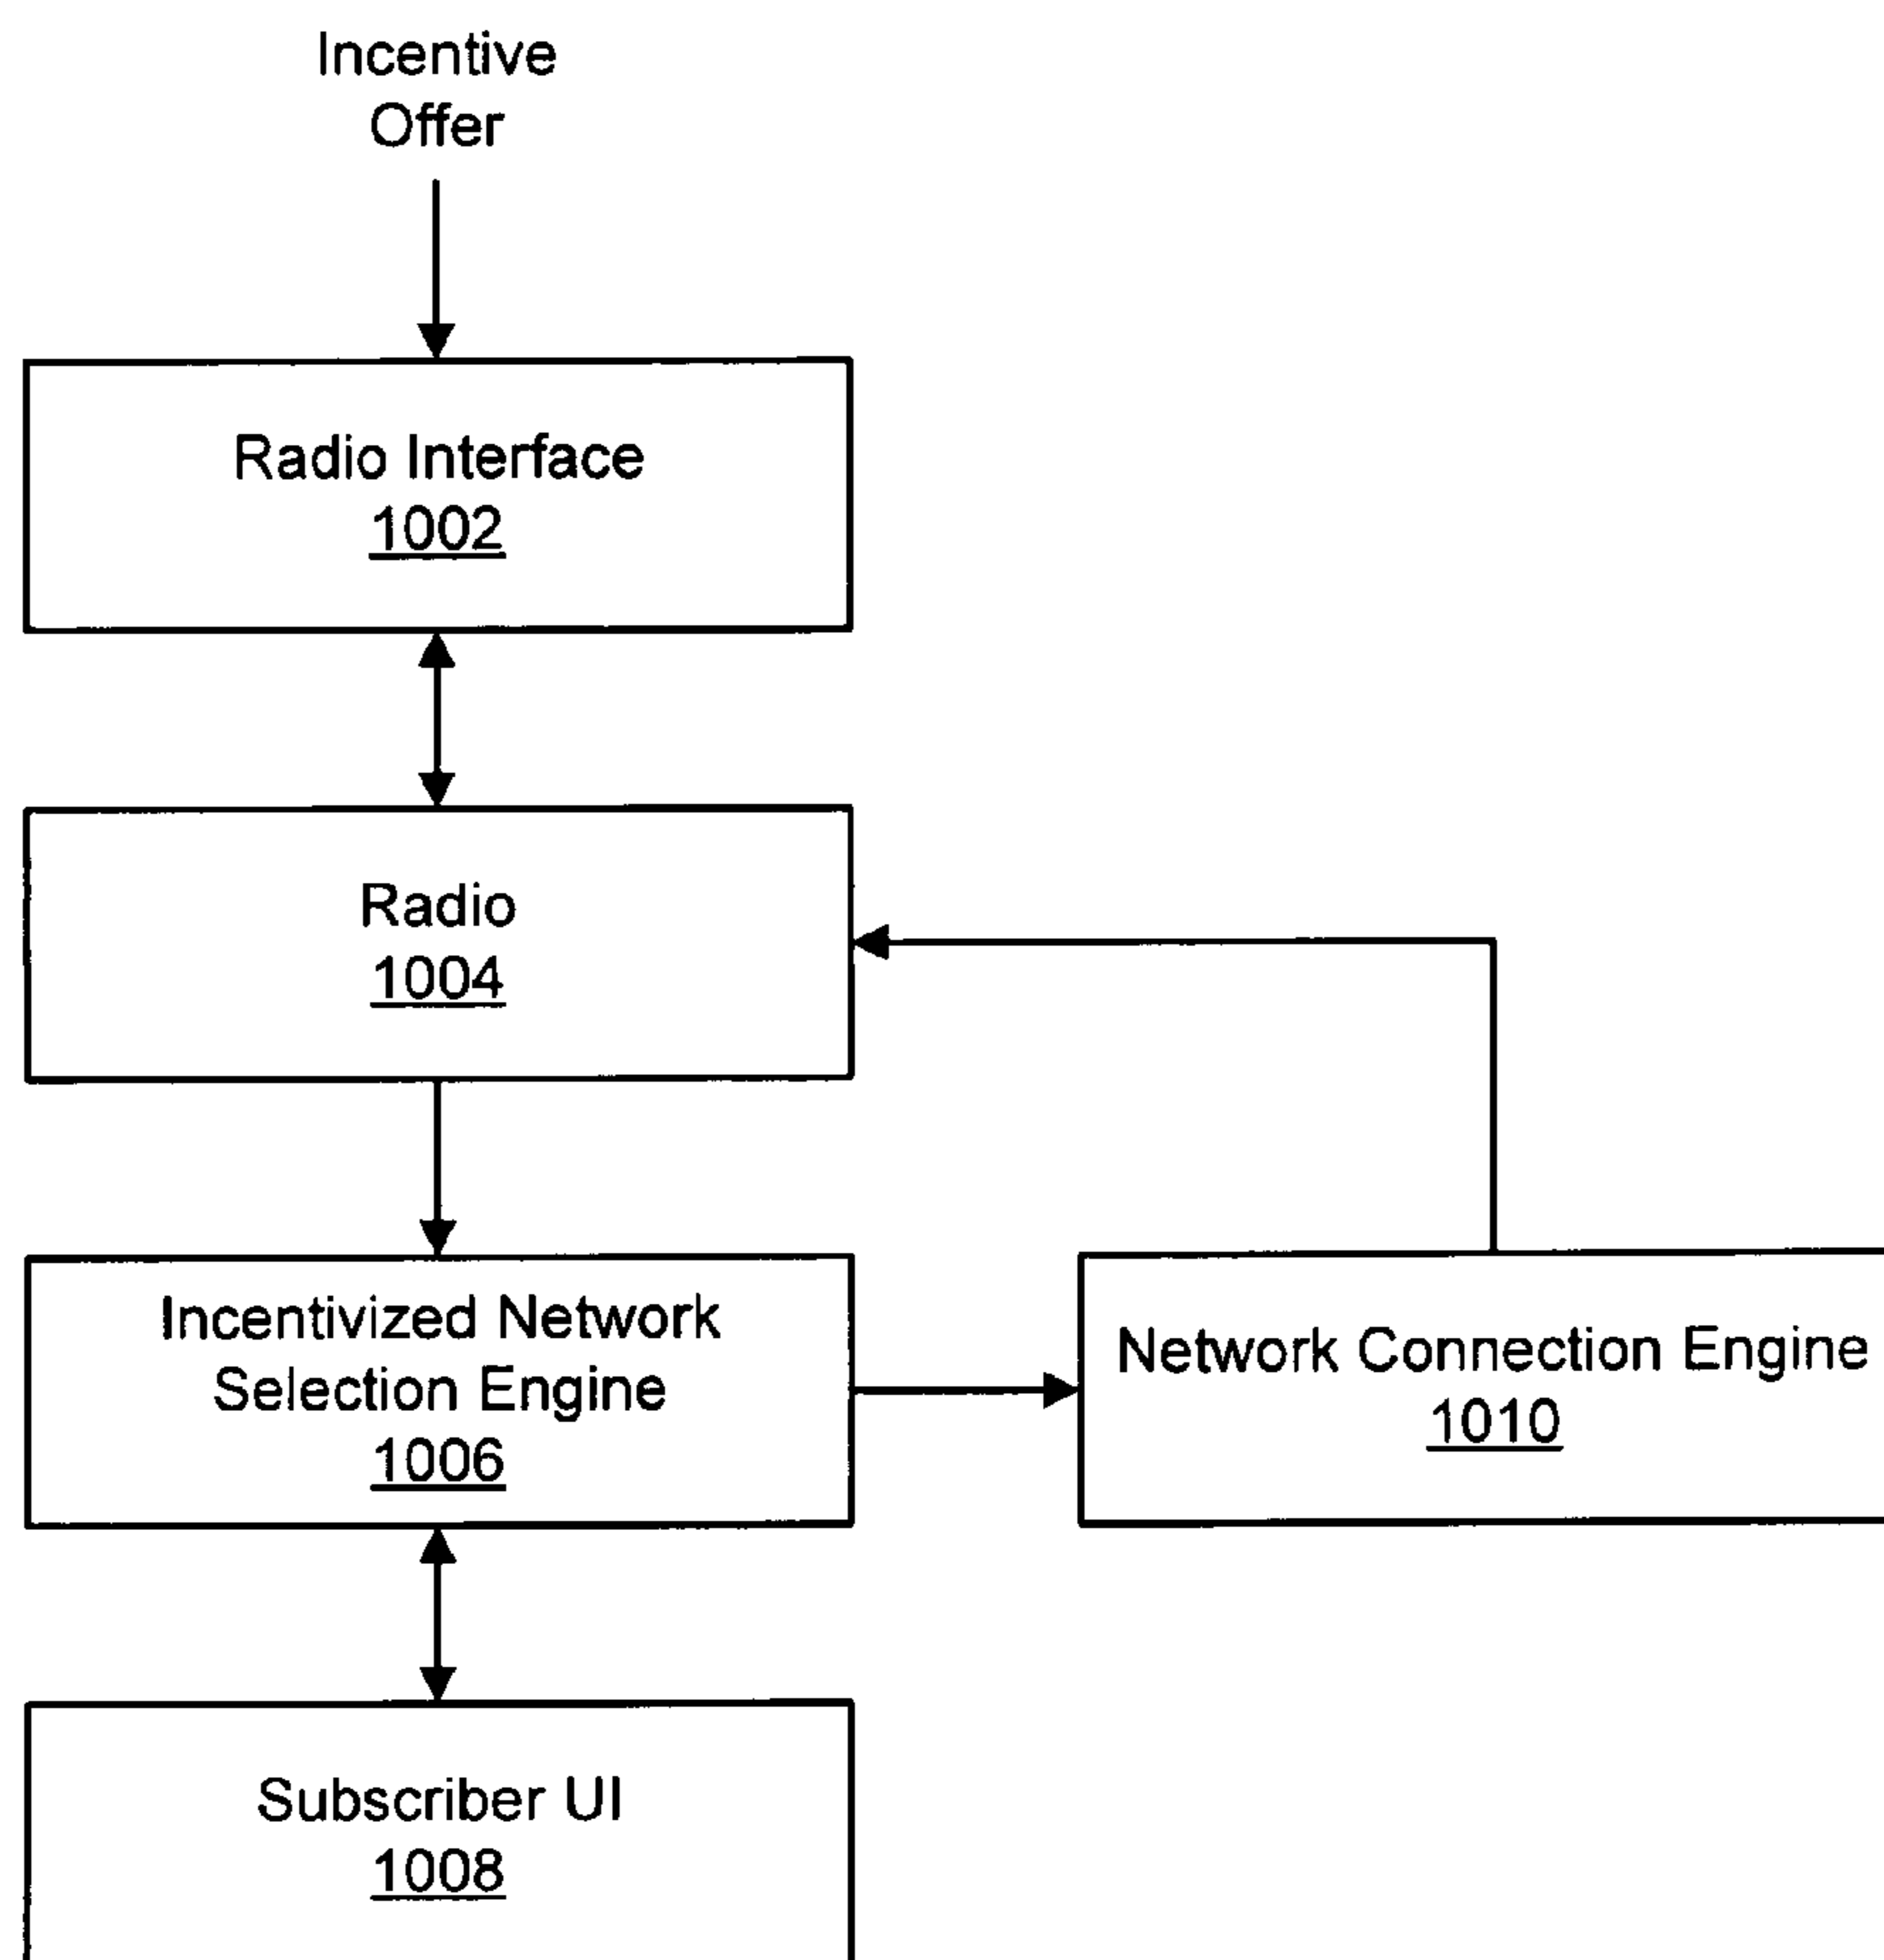 Incentive
Offer
Radio Interface
1002
Radio
1004
Incentivized Network
Selection Engine
1006
Network Connection Engine
1010
Subscriber UI
1008